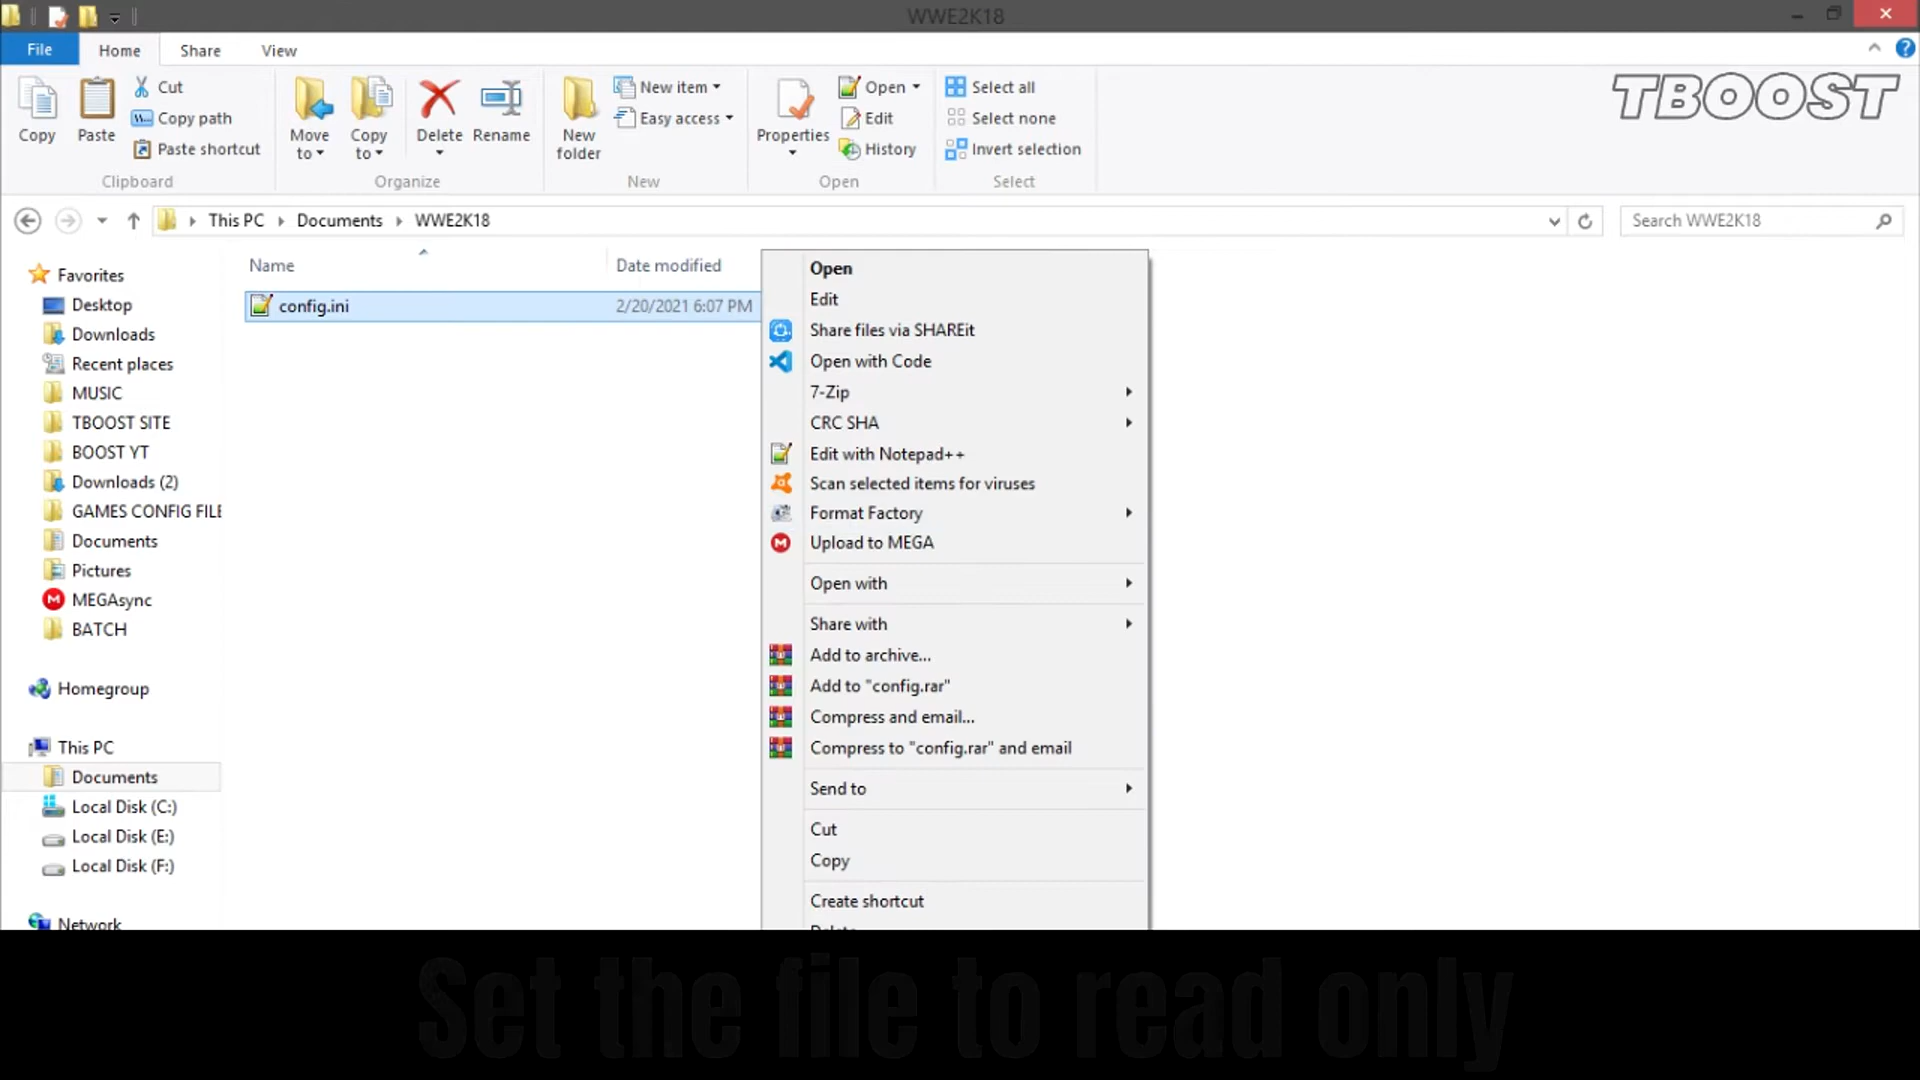 WWE2K18
File
Home
Share
View
Copy
Paste
Cut
Copy path
Paste shortcut
Clipboard
Move to
Copy to
Delete
Rename
Organize
New folder
New item
Easy access
New
Properties
Open
Edit
History
Open
Select all
Select none
Invert selection
Select
TBOOST
This PC
Documents
WWE2K18
Search WWE2K18
Favorites
Desktop
Downloads
Recent places
MUSIC
TBOOST SITE
BOOST YT
Downloads (2)
GAMES CONFIG FILE
Documents
Pictures
MEGAsync
BATCH
Homegroup
This PC
Documents
Local Disk (C:)
Local Disk (E:)
Local Disk (F:)
Network
Name
Date modified
config.ini
2/20/2021 6:07 PM
Open
Edit
Share files via SHAREit
Open with Code
7-Zip
CRC SHA
Edit with Notepad++
Scan selected items for viruses
Format Factory
Upload to MEGA
Open with
Share with
Add to archive...
Add to "config.rar"
Compress and email...
Compress to "config.rar" and email
Send to
Cut
Copy
Create shortcut
Delete
Set the file to read only